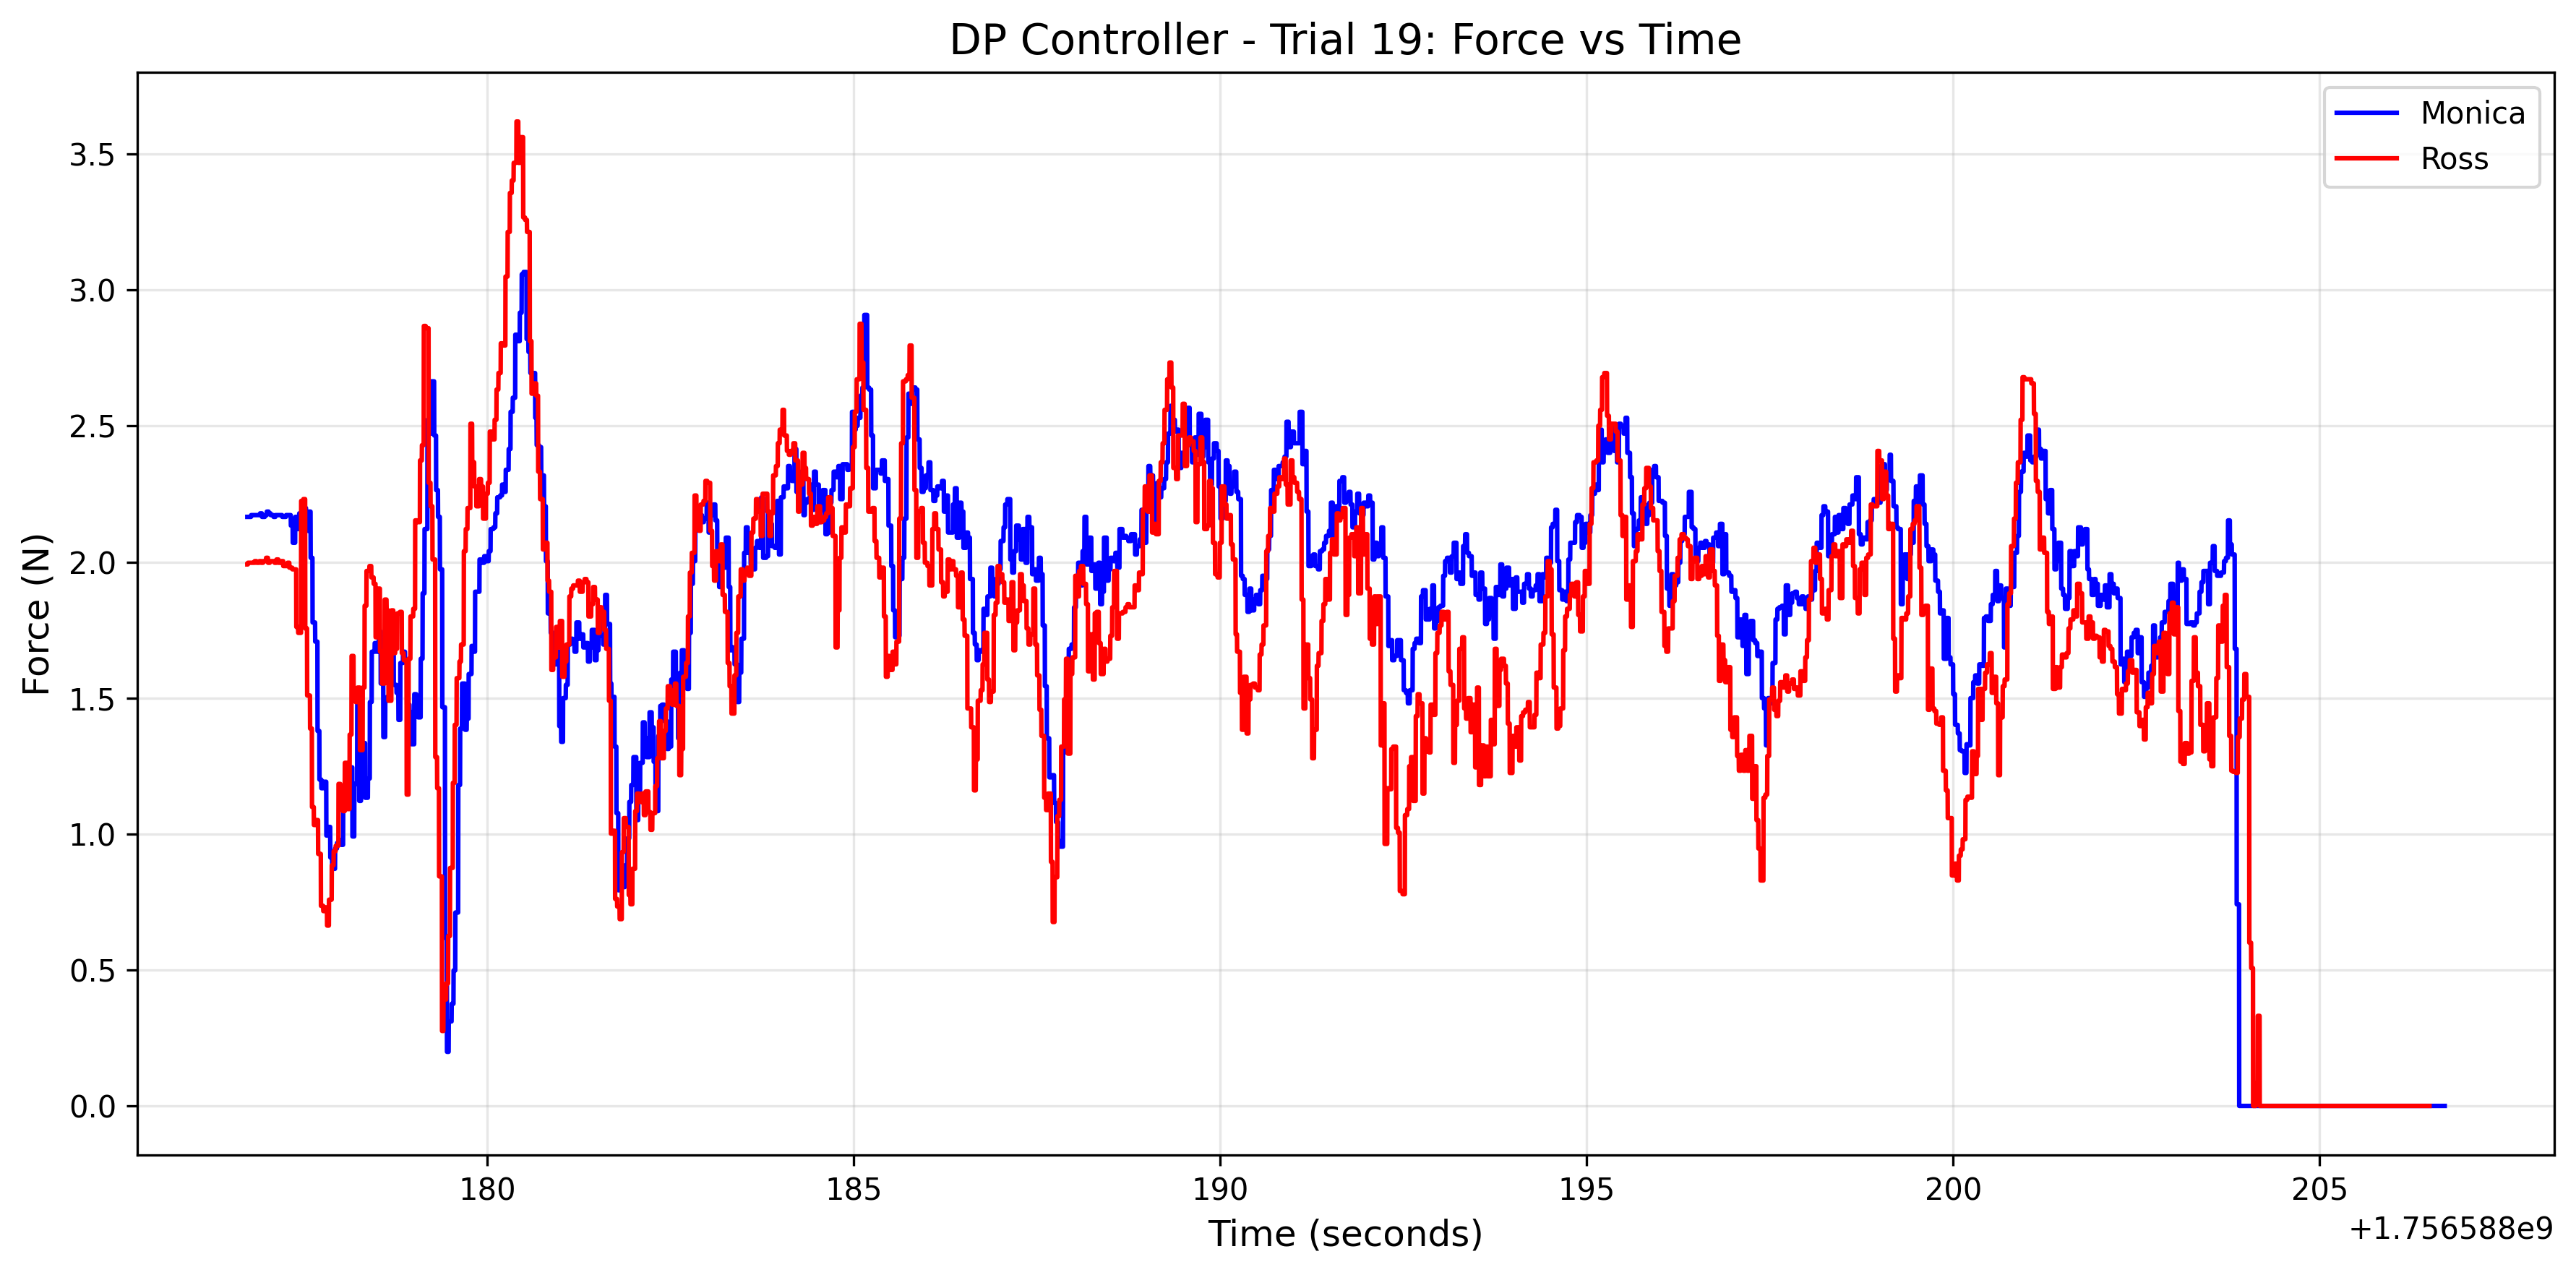 DP Controller - Trial 19: Force vs Time
Monica
Ross
Force (N)
3.5
3.0
2.5
2.0
1.5
1.0
0.5
0.0
180 185 190 195 200 205
+1.756588e9
Time (seconds)